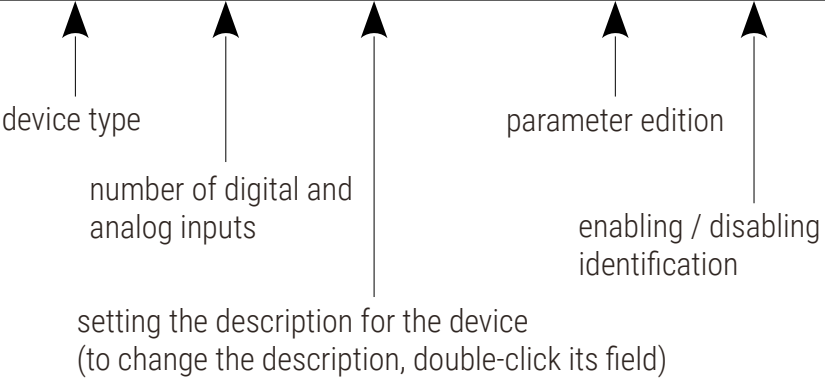 device type
parameter edition
number of digital and
analog inputs
enabling / disabling
identification
setting the description for the device
(to change the description, double-click its field)